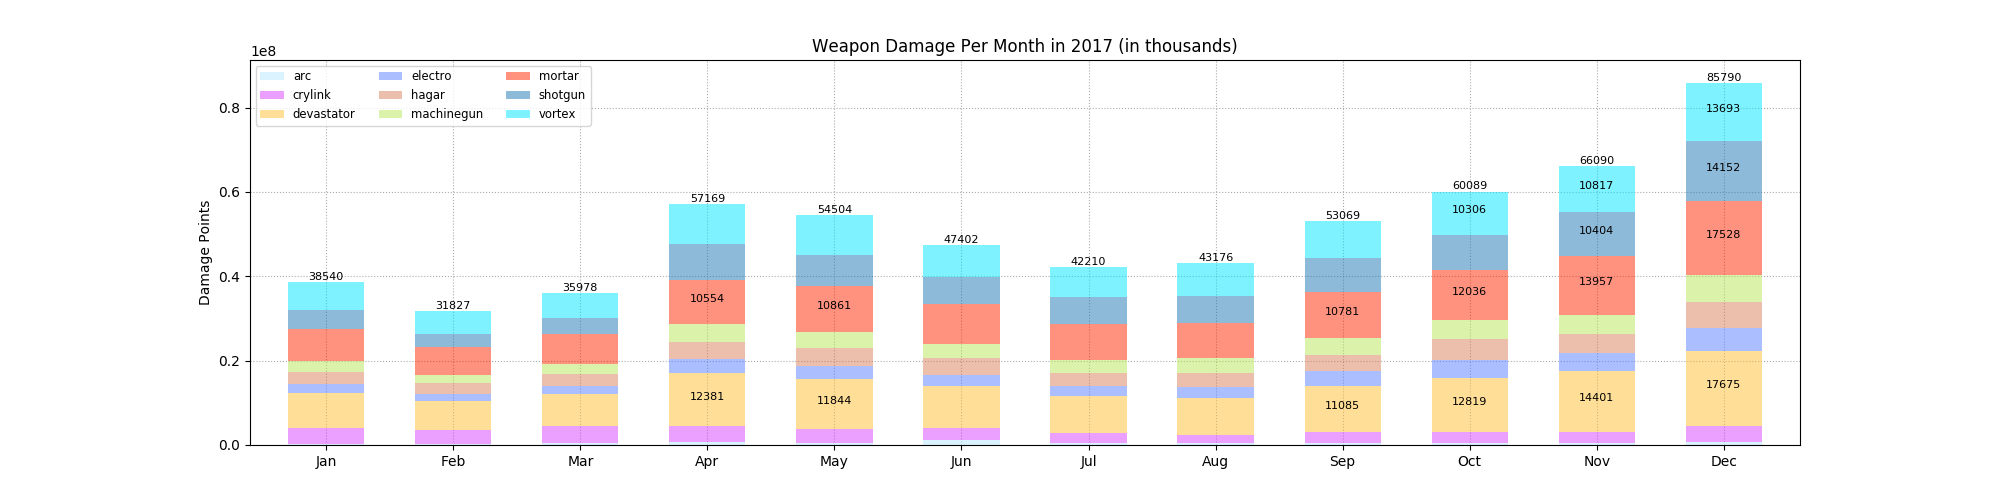 Weapon Damage Per Month in 2017 (in thousands)
1e8
arc
crylink
devastator
electro
hagar
machinegun
mortar
shotgun
vortex
Damage Points
0.8
0.6
0.4
0.2
0.0
38540
31827
35978
57169
10554
12381
54504
10861
11844
47402
42210
43176
53069
10781
11085
60089
10306
12036
12819
66090
10817
10404
13957
14401
85790
13693
14152
17528
17675
Jan Feb Mar Apr May Jun Jul Aug Sep Oct Nov Dec